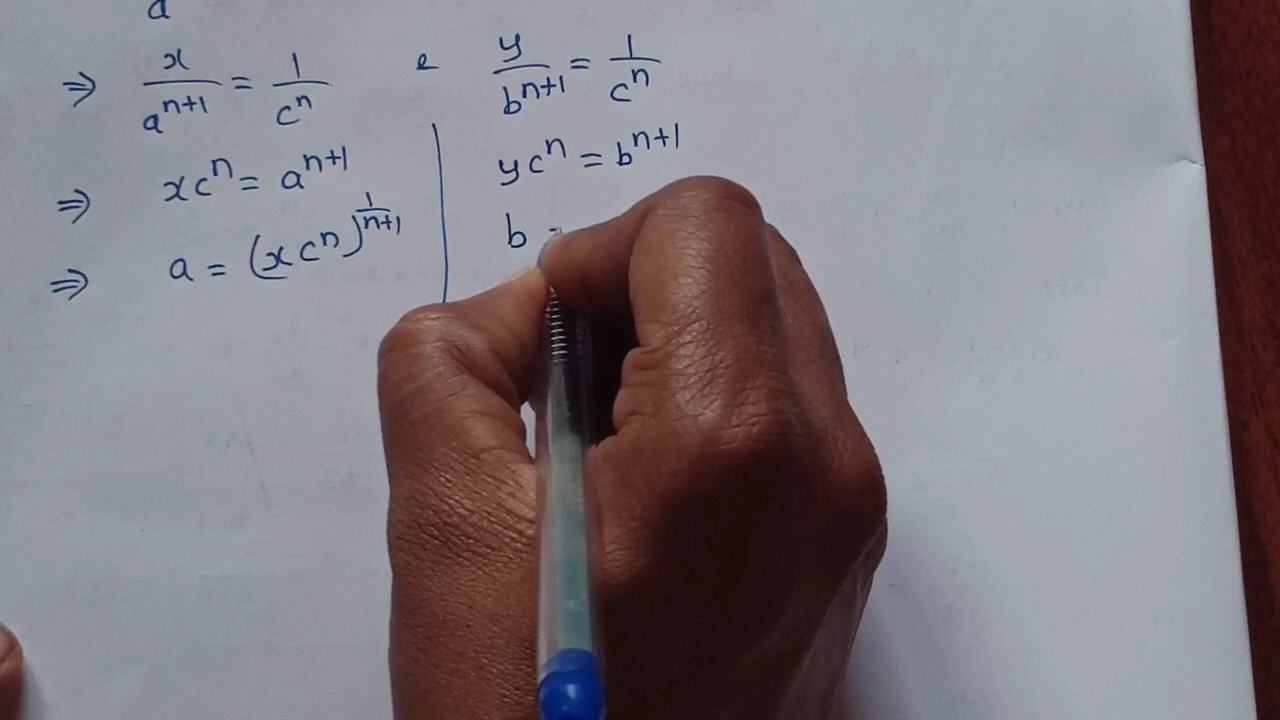 a
⇒ x/a^{n+1} = 1/c^n & y/b^{n+1} = 1/c^n
⇒ xc^n = a^{n+1} | yc^n = b^{n+1}
⇒ a = (xc^n)^{1/(n+1)} | b =